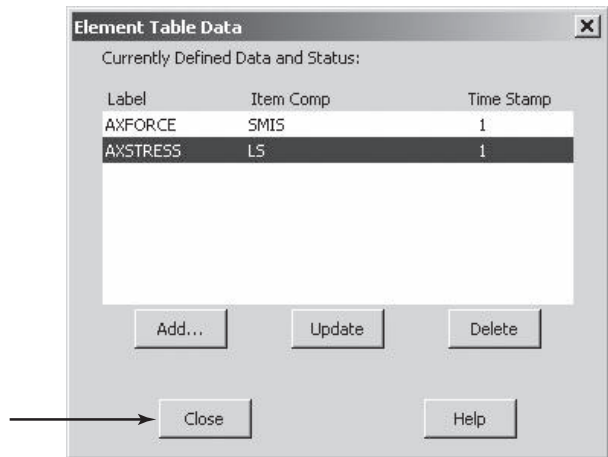 Element Table Data
Currently Defined Data and Status:
Label Item Comp Time Stamp
AXFORCE SMIS 1
AXSTRESS LS 1
Add... Update Delete
Close Help